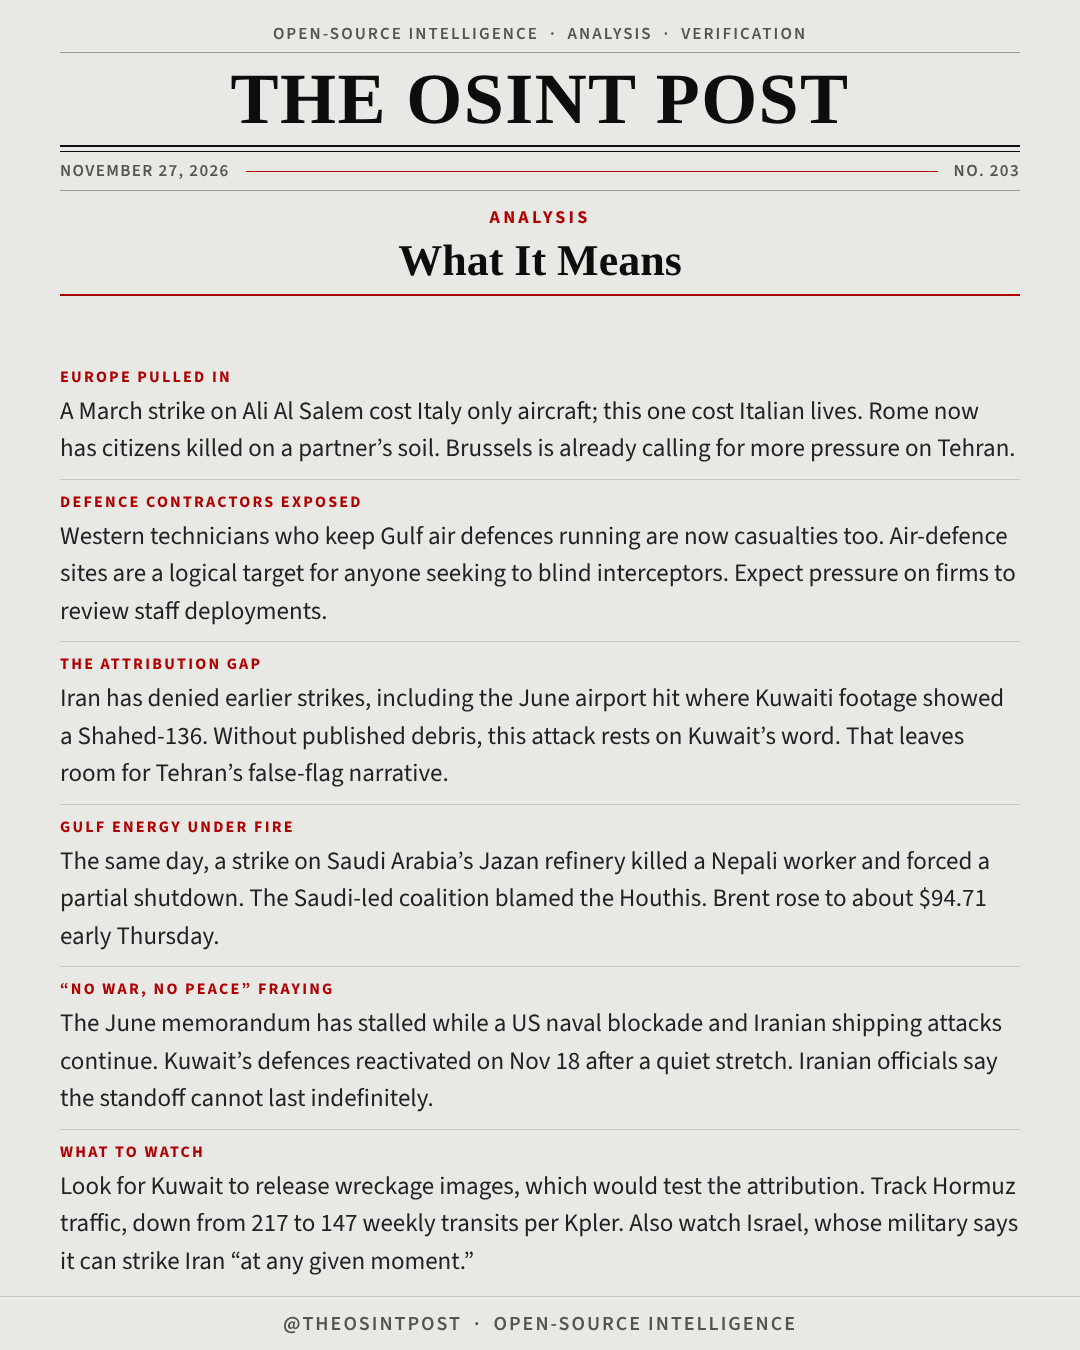 OPEN-SOURCE INTELLIGENCE · ANALYSIS · VERIFICATION
THE OSINT POST
NOVEMBER 27, 2026 NO. 203
ANALYSIS
What It Means
EUROPE PULLED IN
A March strike on Ali Al Salem cost Italy only aircraft; this one cost Italian lives. Rome now
has citizens killed on a partner’s soil. Brussels is already calling for more pressure on Tehran.
DEFENCE CONTRACTORS EXPOSED
Western technicians who keep Gulf air defences running are now casualties too. Air-defence
sites are a logical target for anyone seeking to blind interceptors. Expect pressure on firms to
review staff deployments.
THE ATTRIBUTION GAP
Iran has denied earlier strikes, including the June airport hit where Kuwaiti footage showed
a Shahed-136. Without published debris, this attack rests on Kuwait’s word. That leaves
room for Tehran’s false-flag narrative.
GULF ENERGY UNDER FIRE
The same day, a strike on Saudi Arabia’s Jazan refinery killed a Nepali worker and forced a
partial shutdown. The Saudi-led coalition blamed the Houthis. Brent rose to about $94.71
early Thursday.
“NO WAR, NO PEACE” FRAYING
The June memorandum has stalled while a US naval blockade and Iranian shipping attacks
continue. Kuwait’s defences reactivated on Nov 18 after a quiet stretch. Iranian officials say
the standoff cannot last indefinitely.
WHAT TO WATCH
Look for Kuwait to release wreckage images, which would test the attribution. Track Hormuz
traffic, down from 217 to 147 weekly transits per Kpler. Also watch Israel, whose military says
it can strike Iran “at any given moment.”
@THEOSINTPOST · OPEN-SOURCE INTELLIGENCE